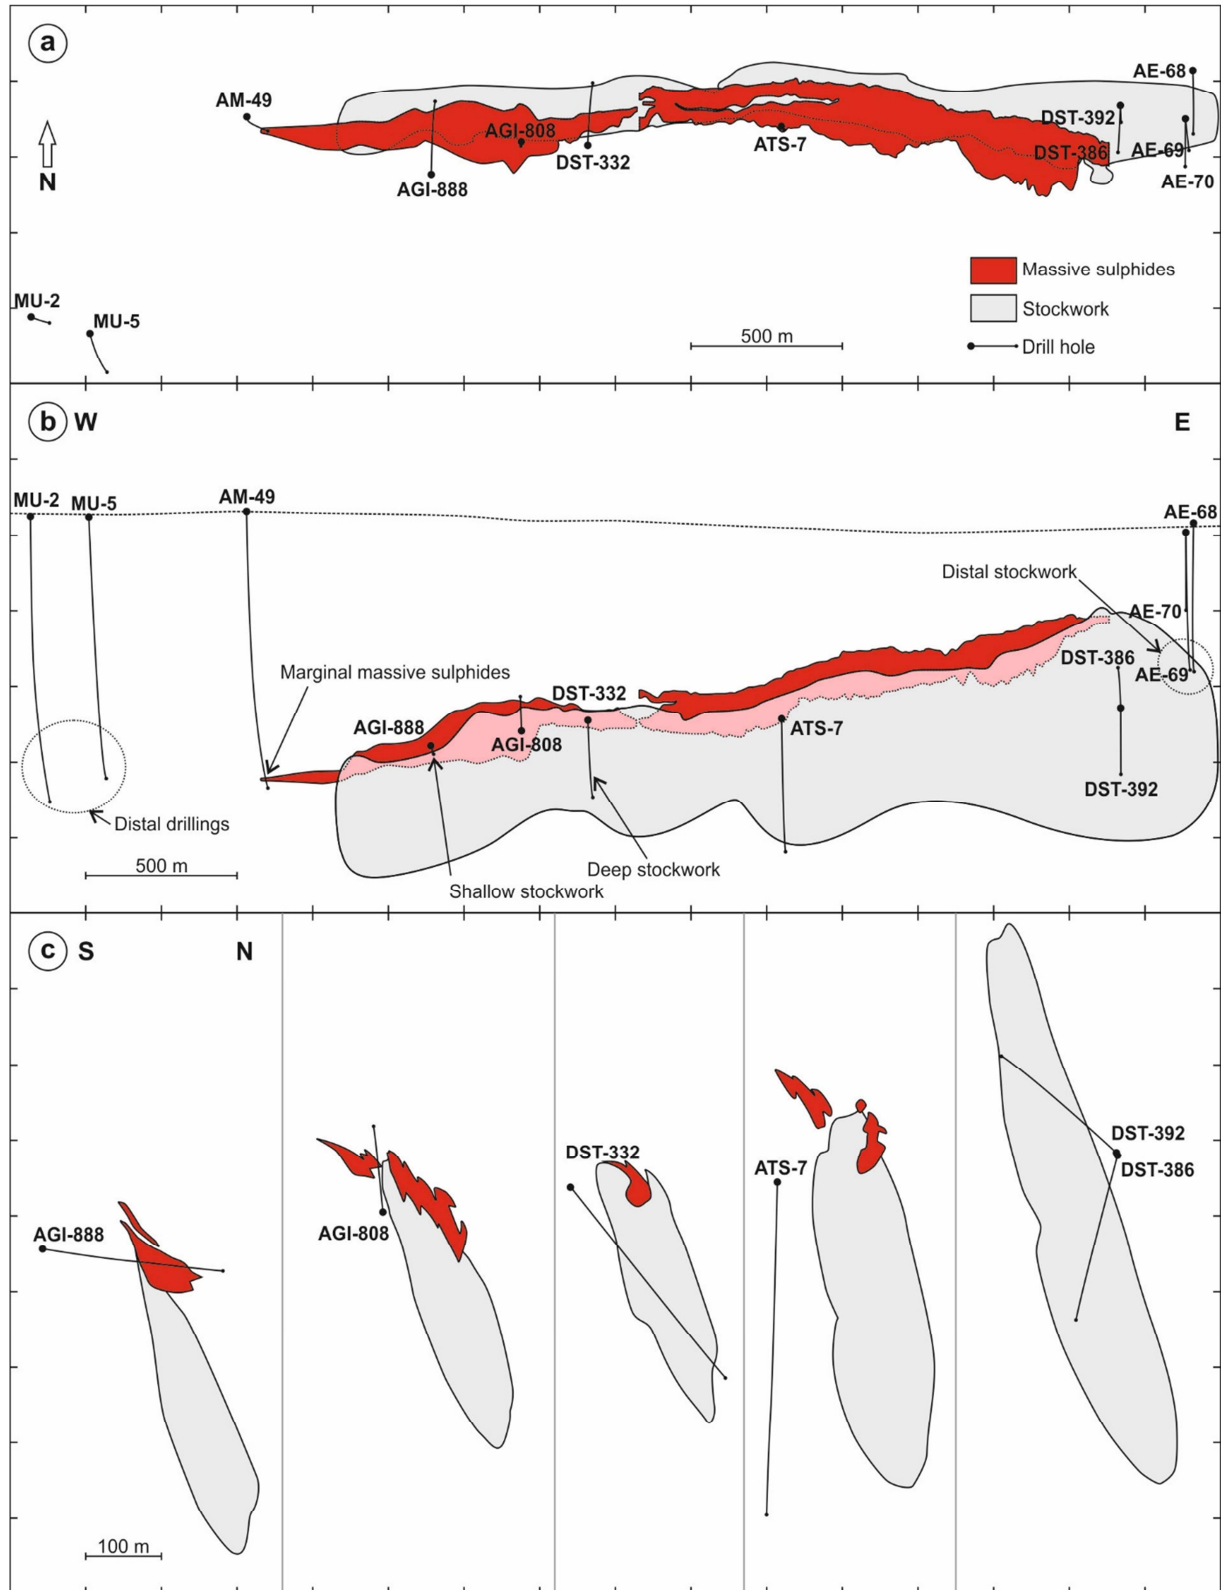 a
AE-68
AM-49
N
AGI-808
DST-392
ATS-7
DST-386
AE-69
DST-332
AGI-888
AE-70
Massive sulphides
MU-2
Stockwork
MU-5
500 m
Drill hole
b W
E
MU-2
MU-5
AM-49
AE-68
Distal stockwork
AE-70
DST-386
Marginal massive sulphides
AE-69
DST-332
AGI-888
ATS-7
AGI-808
DST-392
Distal drillings
500 m
Deep stockwork
Shallow stockwork
c S N
DST-392
DST-332
ATS-7
DST-386
AGI-888
AGI-808
100 m